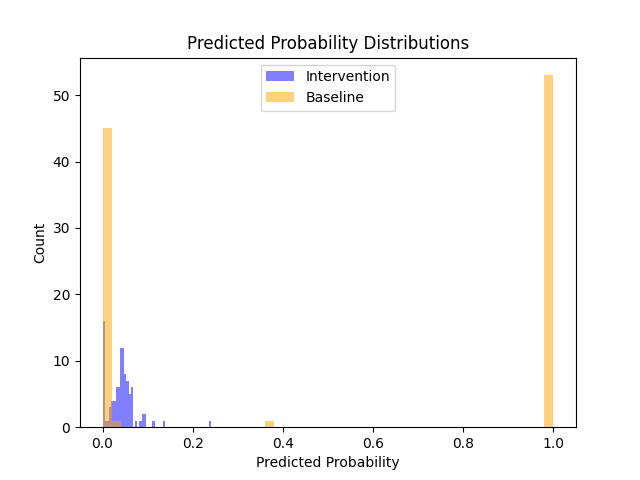 Predicted Probability Distributions
Intervention
Baseline
Count
50
40
30
20
10
0
0.0 0.2 0.4 0.6 0.8 1.0
Predicted Probability